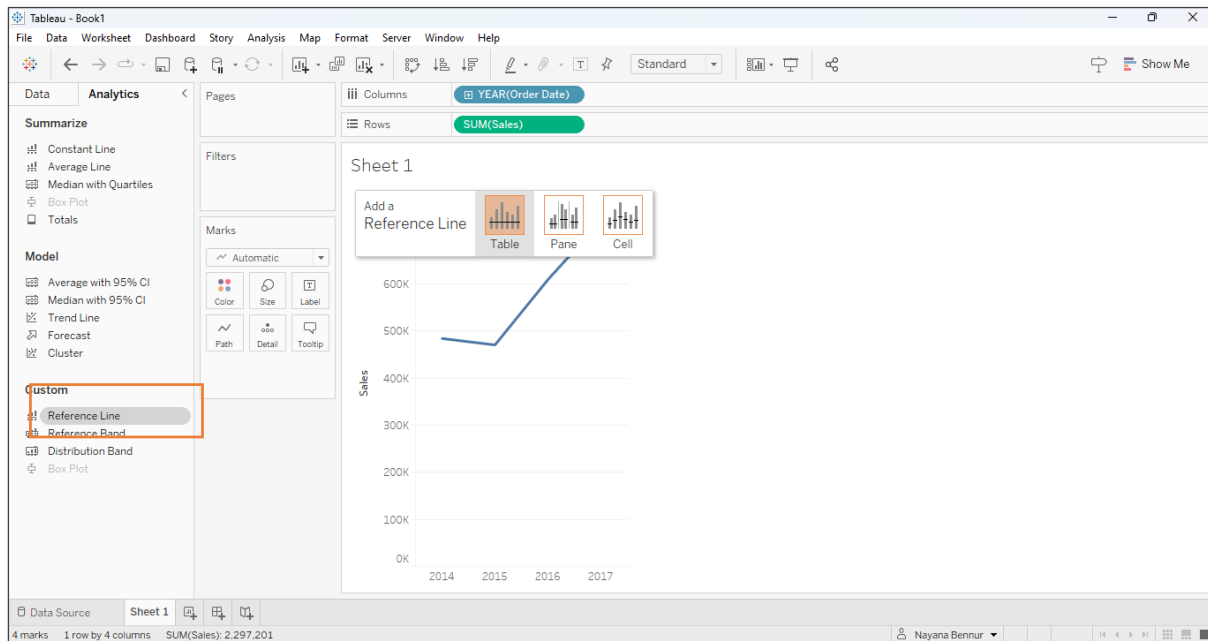 Tableau - Book1
File Data Worksheet Dashboard Story Analysis Map Format Server Window Help
Standard
Show Me
Data Analytics
Pages
Columns
YEAR(Order Date)
Rows
SUM(Sales)
Summarize
Constant Line
Average Line
Median with Quartiles
Box Plot
Totals
Model
Average with 95% CI
Median with 95% CI
Trend Line
Forecast
Cluster
Custom
Reference Line
Reference Band
Distribution Band
Box Plot
Filters
Marks
Automatic
Color Size Label
Path Detail Tooltip
Sheet 1
Add a
Reference Line
Table Pane Cell
600K
500K
400K
300K
200K
100K
0K
Sales
2014 2015 2016 2017
Data Source Sheet 1
4 marks 1 row by 4 columns SUM(Sales): 2,297,201
Nayana Bennur